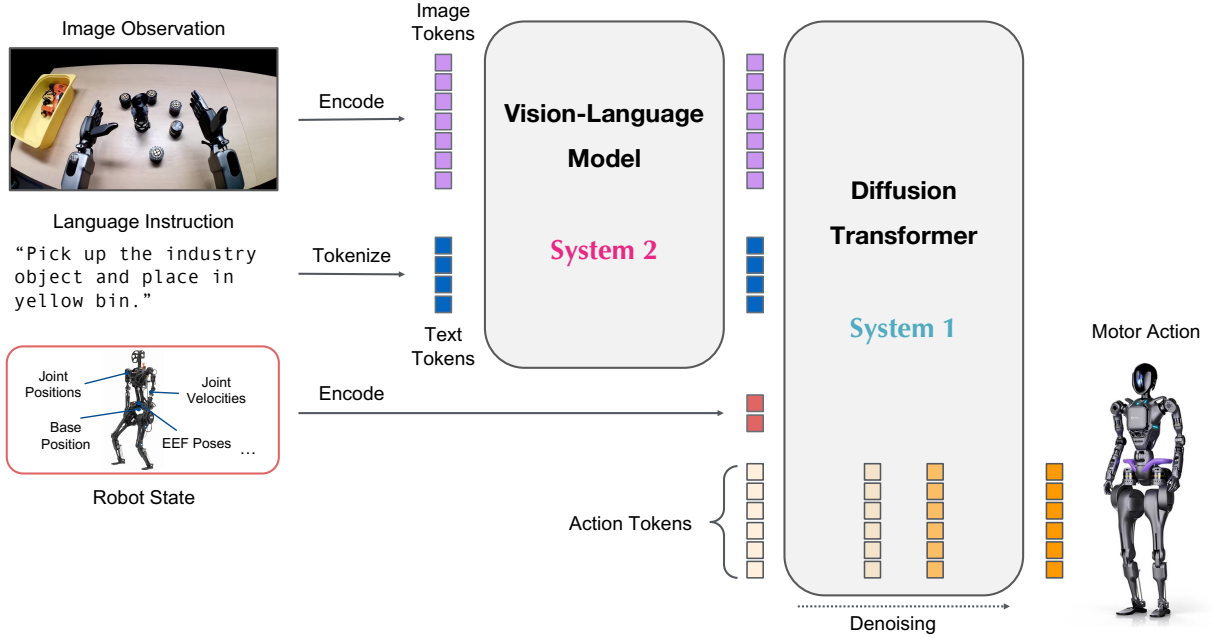 Image Observation
Image
Tokens
Encode
Vision-Language
Model
System 2
Language Instruction
“Pick up the industry
object and place in
yellow bin.”
Tokenize
Text
Tokens
Diffusion
Transformer
System 1
Joint
Positions
Joint
Velocities
Base
Position
EEF Poses
...
Robot State
Encode
Action Tokens
Denoising
Motor Action